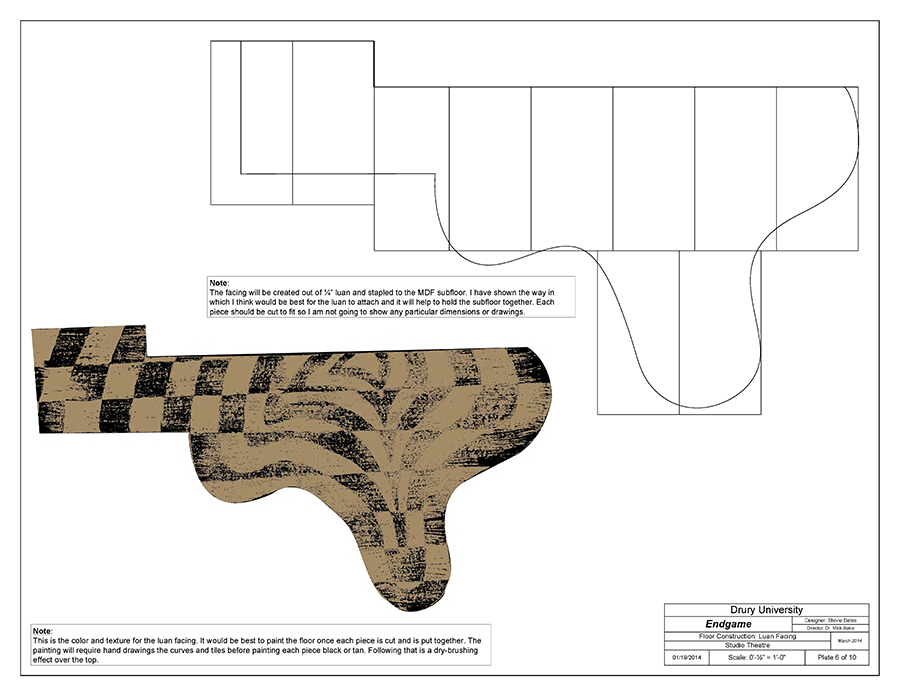 Note:
The facing will be created out of ¼" luan and stapled to the MDF subfloor. I have shown the way in
which I think would be best for the luan to attach and it will help to hold the subfloor together. Each
piece should be cut to fit so I am not going to show any particular dimensions or drawings.
Note:
This is the color and texture for the luan facing. It would be best to paint the floor once each piece is cut and is put together. The
painting will require hand drawings the curves and tiles before painting each piece black or tan. Following that is a dry-brushing
effect over the top.
Drury University
Endgame
Designer: Stevie Bates
Director: Dr. Mick Sokol
Floor Construction: Luan Facing
Studio Theatre
March 2014
01/19/2014
Scale: 0'-½" = 1'-0"
Plate 6 of 10